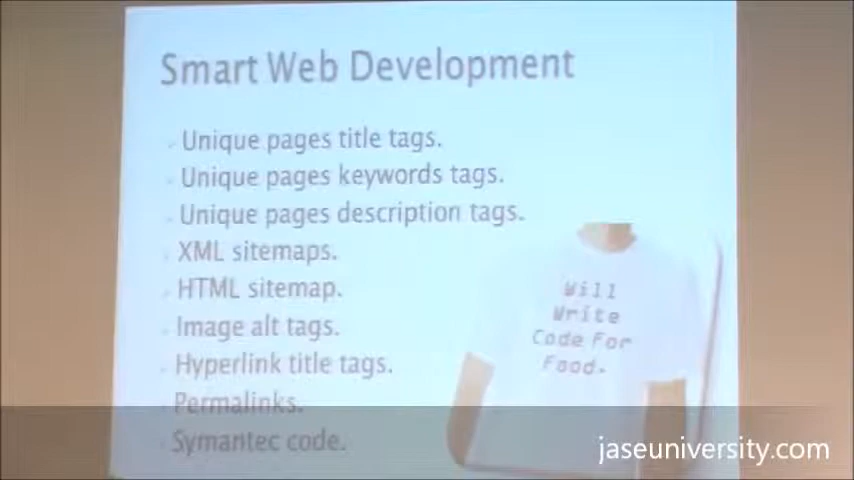 Smart Web Development
Unique pages title tags.
Unique pages keywords tags.
Unique pages description tags.
XML sitemaps.
HTML sitemap.
Image alt tags.
Hyperlink title tags.
Permalinks.
Symantec code.
Will
Write
Code For
Food.
jaseuniversity.com